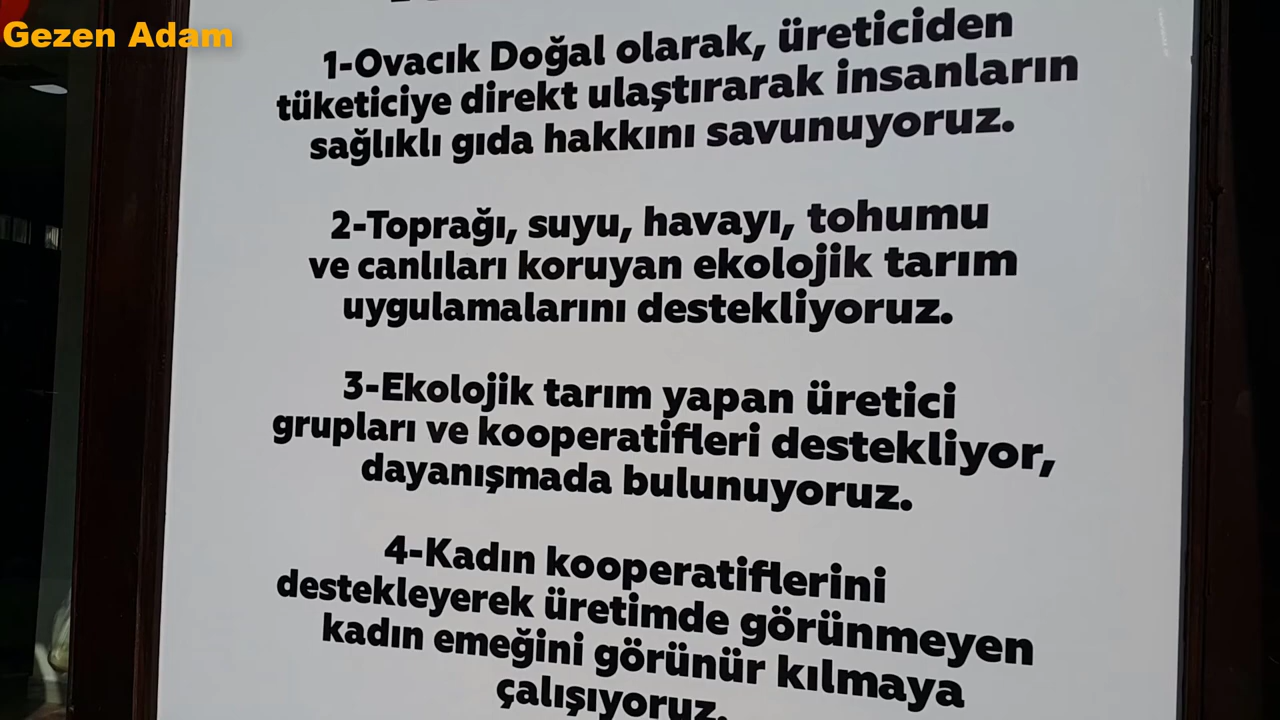 Gezen Adam
1-Ovacık Doğal olarak, üreticiden
tüketiciye direkt ulaştırarak insanların
sağlıklı gıda hakkını savunuyoruz.
2-Toprağı, suyu, havayı, tohumu
ve canlıları koruyan ekolojik tarım
uygulamalarını destekliyoruz.
3-Ekolojik tarım yapan üretici
grupları ve kooperatifleri destekliyor,
dayanışmada bulunuyoruz.
4-Kadın kooperatiflerini
destekleyerek üretimde görünmeyen
kadın emeğini görünür kılmaya
çalışıyoruz.